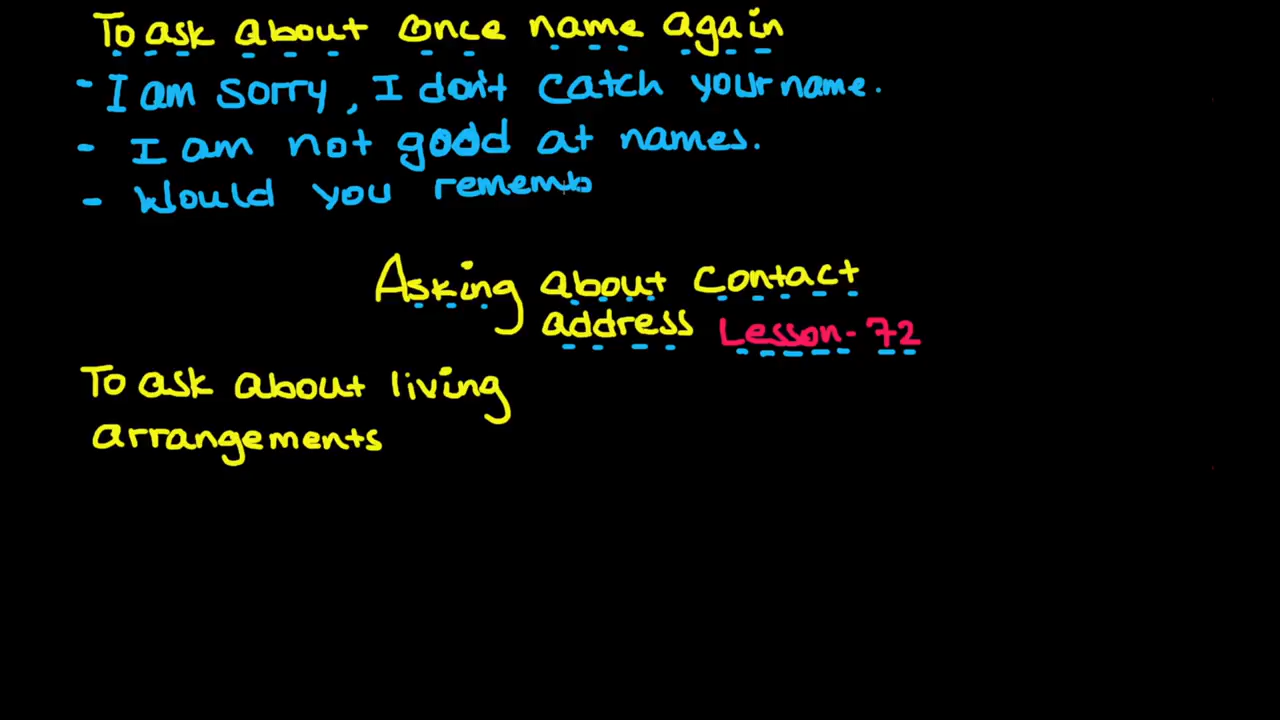 To ask about once name again
- I am sorry, I don't catch your name.
- I am not good at names.
- Would you rememb
Asking about contact
address Lesson-72
To ask about living
arrangements